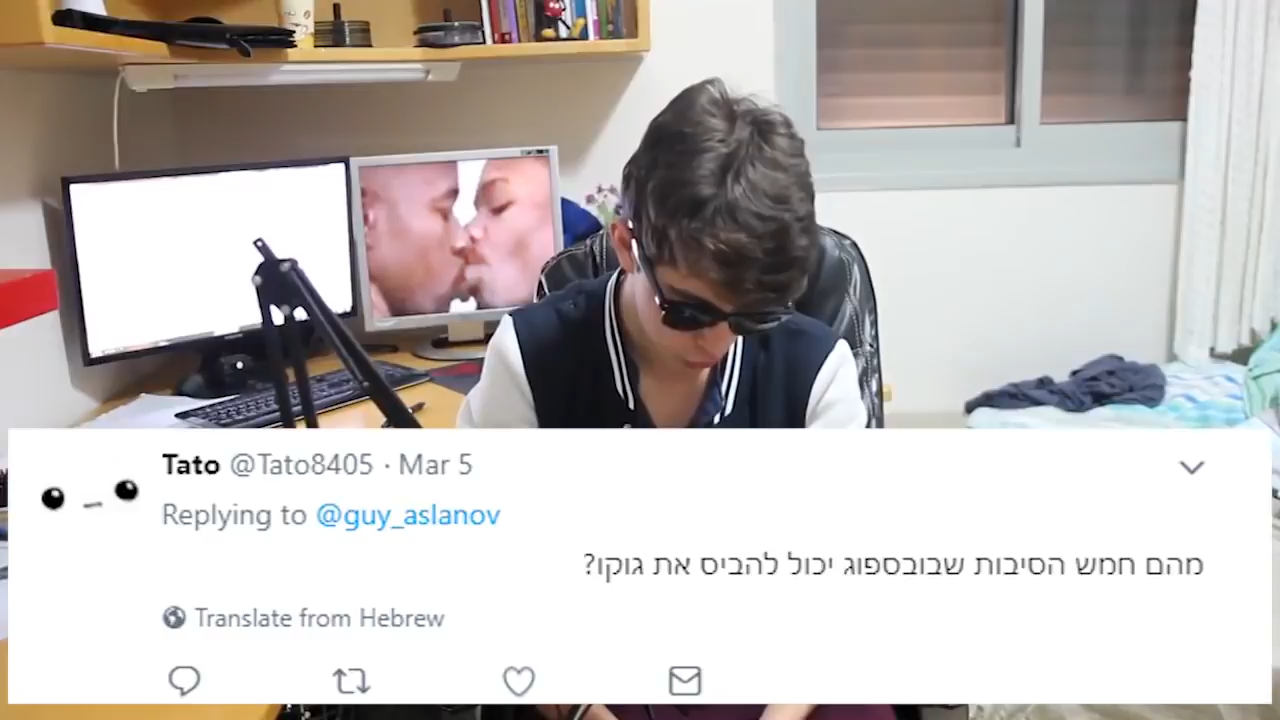 Tato @Tato8405 · Mar 5
Replying to @guy_aslanov
מהם חמש הסיבות שבובספוג יכול להביס את גוקו?
Translate from Hebrew